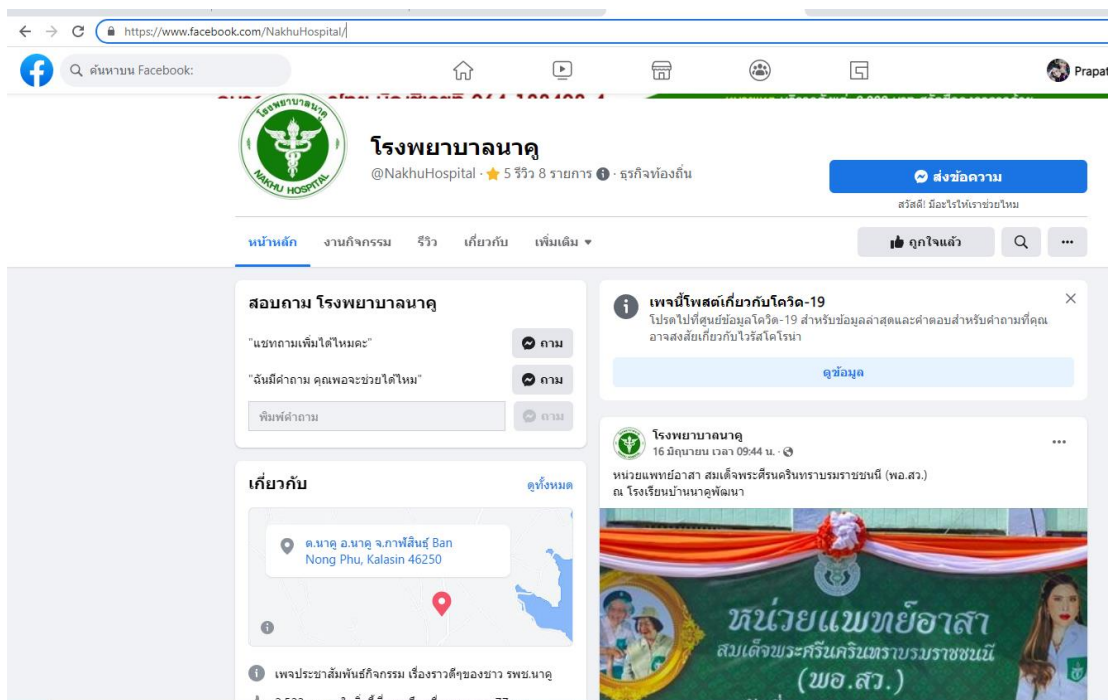 https://www.facebook.com/NakhuHospital/
ค้นหาบน Facebook:
Prapat
โรงพยาบาลนาคู
NAKHU HOSPITAL
โรงพยาบาลนาคู
@NakhuHospital · 5 รีวิว 8 รายการ · ธุรกิจท้องถิ่น
ส่งข้อความ
สวัสดี! มีอะไรให้เราช่วยไหม
หน้าหลัก งานกิจกรรม รีวิว เกี่ยวกับ เพิ่มเติม
ถูกใจแล้ว
สอบถาม โรงพยาบาลนาคู
"แชทถามเพิ่มได้ไหมคะ"
ถาม
"ฉันมีคำถาม คุณพอจะช่วยได้ไหม"
ถาม
พิมพ์คำถาม
ถาม
เกี่ยวกับ
ดูทั้งหมด
ต.นาคู อ.นาคู จ.กาฬสินธุ์ Ban
Nong Phu, Kalasin 46250
เพจประชาสัมพันธ์กิจกรรม เรื่องราวดีๆของชาว รพช.นาคู
เพจนี้โพสต์เกี่ยวกับโควิด-19
โปรดไปที่ศูนย์ข้อมูลโควิด-19 สำหรับข้อมูลล่าสุดและคำตอบสำหรับคำถามที่คุณ
อาจสงสัยเกี่ยวกับไวรัสโคโรน่า
ดูข้อมูล
โรงพยาบาลนาคู
16 มิถุนายน เวลา 09:44 น. ·
หน่วยแพทย์อาสา สมเด็จพระศรีนครินทราบรมราชชนนี (พอ.สว.)
ณ โรงเรียนบ้านนาคูพัฒนา
หน่วยแพทย์อาสา
สมเด็จพระศรีนครินทราบรมราชชนนี
(พอ.สว.)